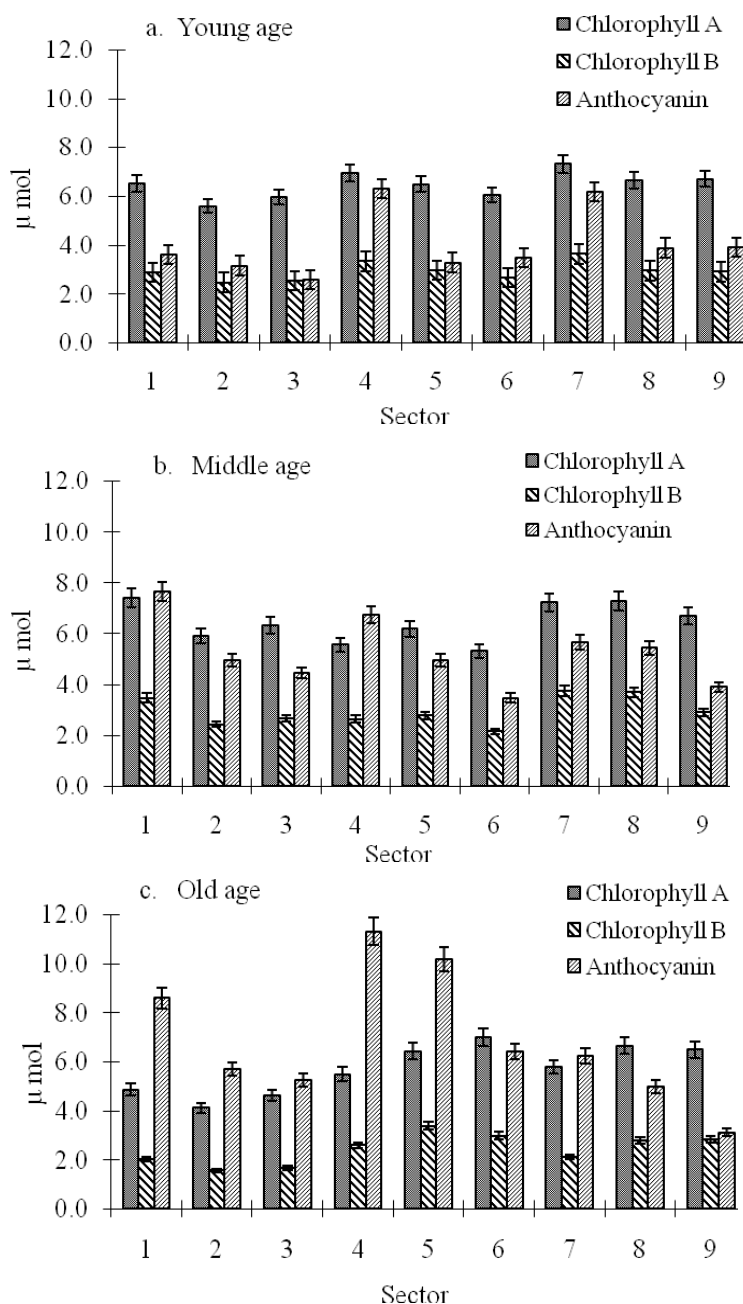 a. Young age
Chlorophyll A
Chlorophyll B
Anthocyanin
12.0
10.0
8.0
6.0
4.0
2.0
0.0
μ mol
1 2 3 4 5 6 7 8 9
Sector
b. Middle age
Chlorophyll A
Chlorophyll B
Anthocyanin
12.0
10.0
8.0
6.0
4.0
2.0
0.0
μ mol
1 2 3 4 5 6 7 8 9
Sector
c. Old age
Chlorophyll A
Chlorophyll B
Anthocyanin
12.0
10.0
8.0
6.0
4.0
2.0
0.0
μ mol
1 2 3 4 5 6 7 8 9
Sector